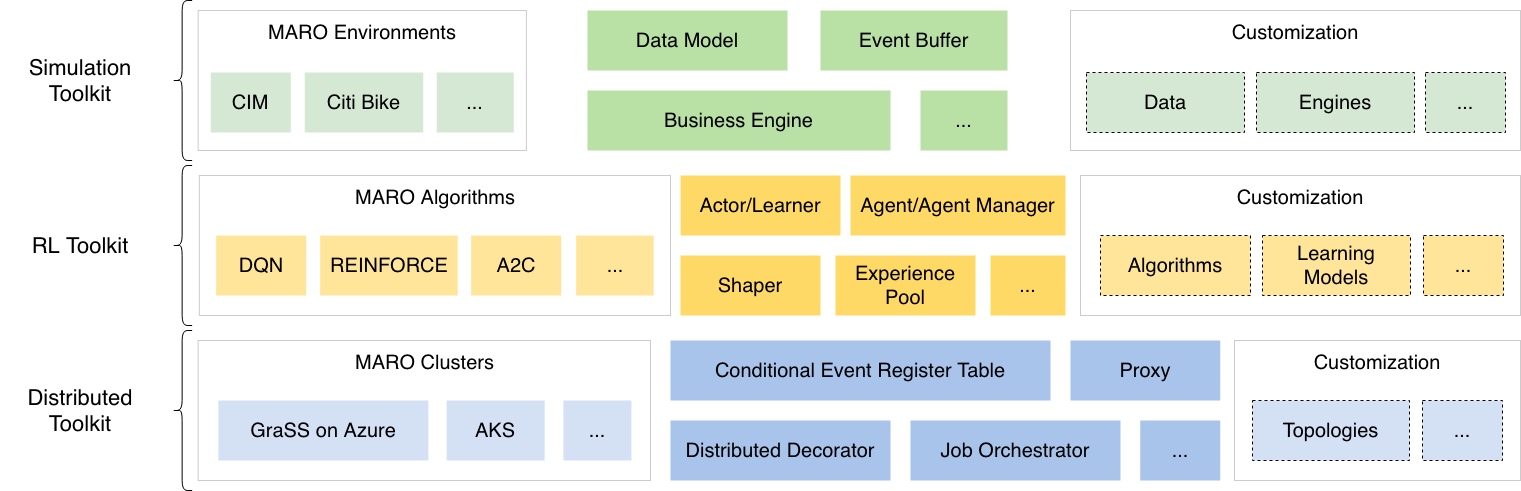 Simulation
Toolkit
MARO Environments
CIM
Citi Bike
...
Data Model
Event Buffer
Business Engine
...
Customization
Data
Engines
...
RL Toolkit
MARO Algorithms
DQN
REINFORCE
A2C
...
Actor/Learner
Agent/Agent Manager
Shaper
Experience
Pool
...
Customization
Algorithms
Learning
Models
...
Distributed
Toolkit
MARO Clusters
GraSS on Azure
AKS
...
Conditional Event Register Table
Proxy
Distributed Decorator
Job Orchestrator
...
Customization
Topologies
...